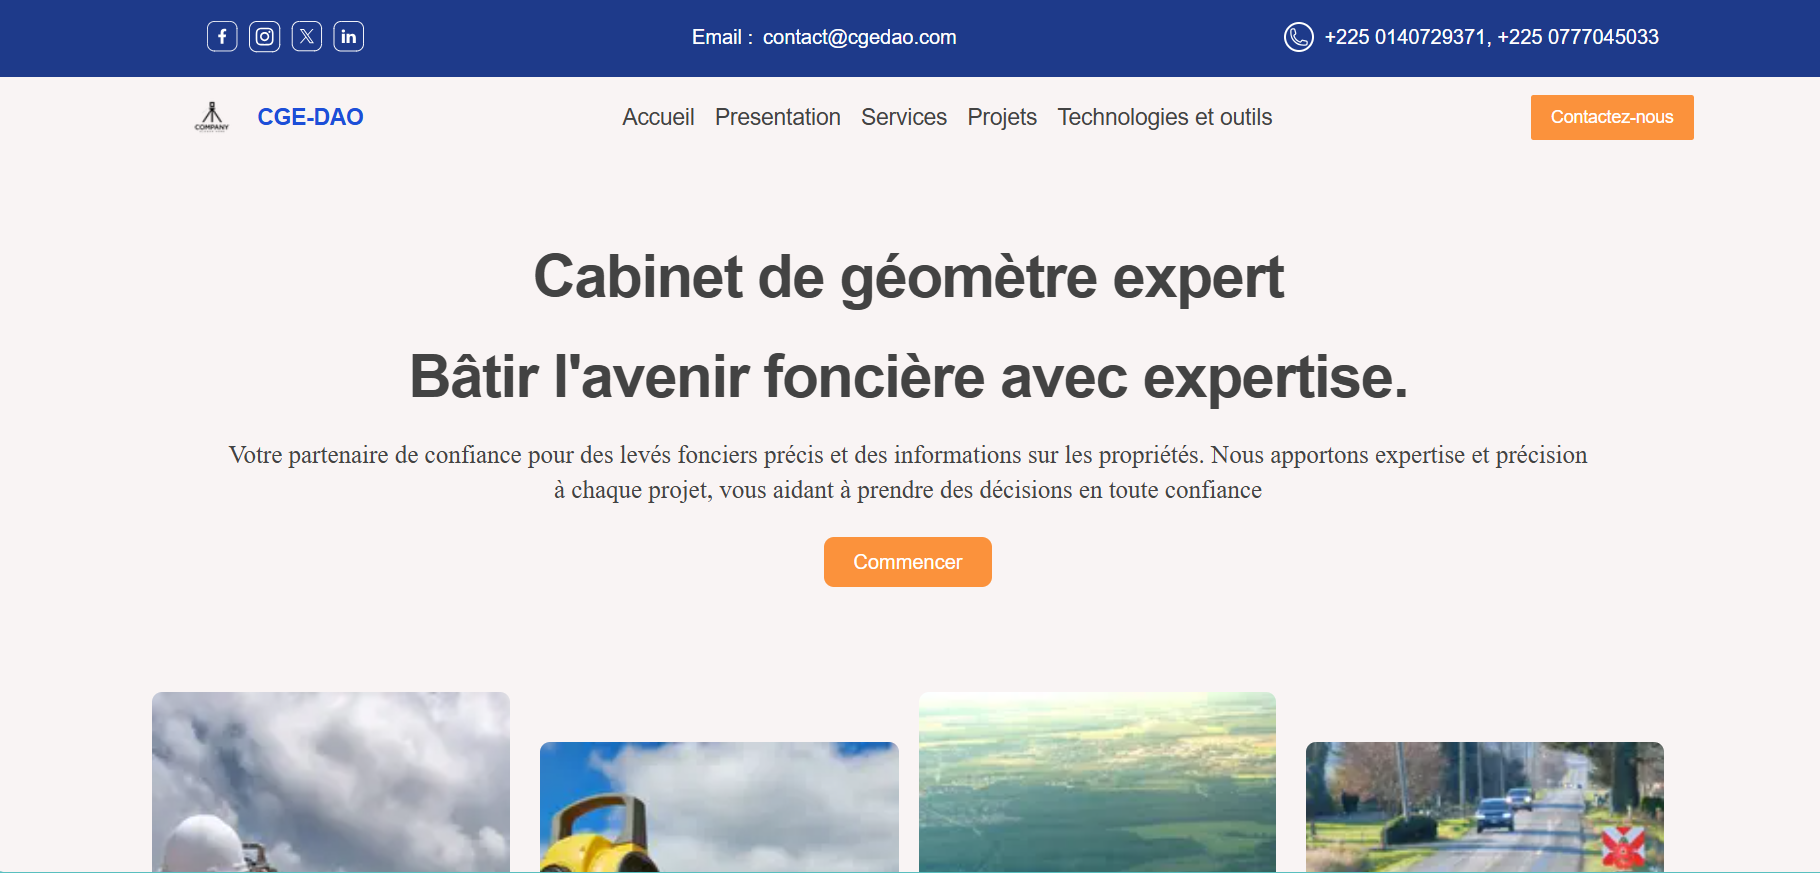 Email : contact@cgedao.com
+225 0140729371, +225 0777045033
COMPANY
CGE-DAO
Accueil Presentation Services Projets Technologies et outils
Contactez-nous
Cabinet de géomètre expert
Bâtir l'avenir foncière avec expertise.
Votre partenaire de confiance pour des levés fonciers précis et des informations sur les propriétés. Nous apportons expertise et précision
à chaque projet, vous aidant à prendre des décisions en toute confiance
Commencer